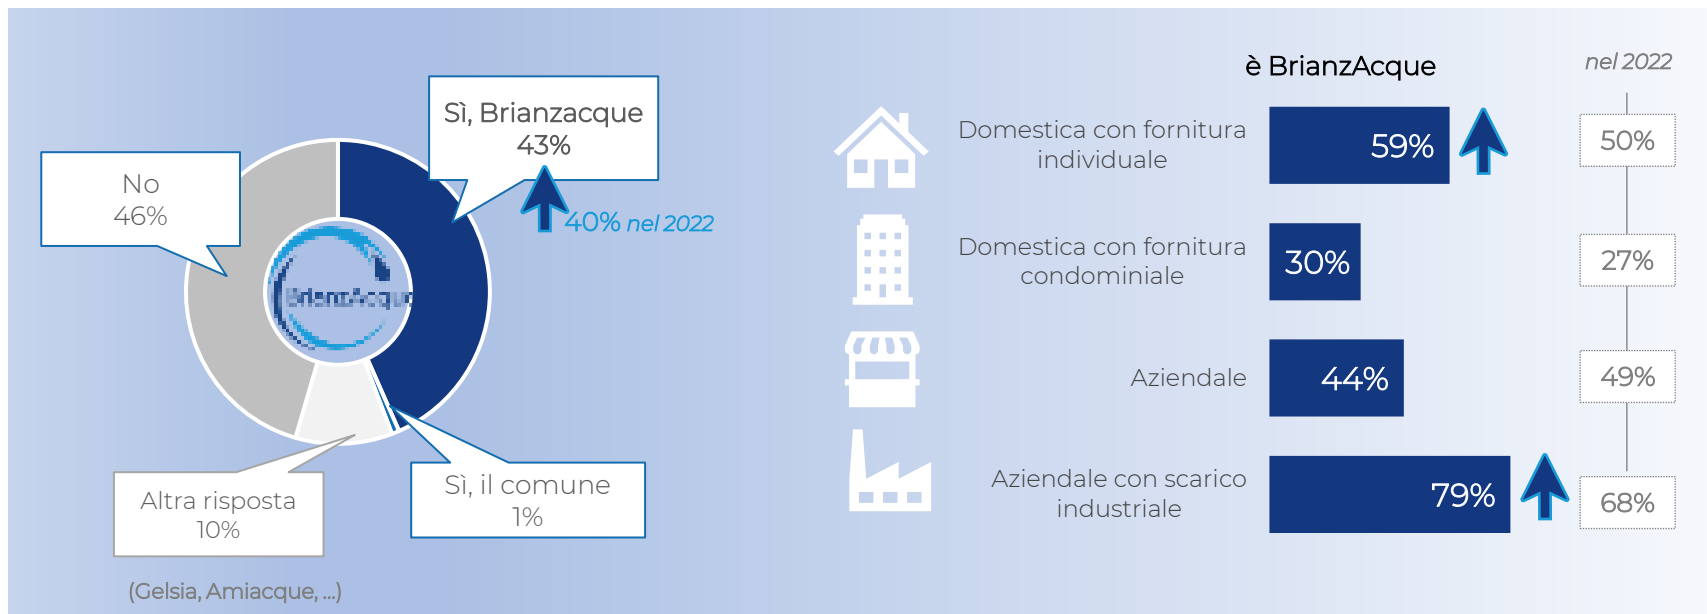 Sì, Brianzacque
43%
40% nel 2022
No
46%
BrianzAcque
Altra risposta
10%
(Gelsia, Amiacque, ...)
Sì, il comune
1%
è BrianzAcque
nel 2022
Domestica con fornitura
individuale
59%
50%
Domestica con fornitura
condominiale
30%
27%
Aziendale
44%
49%
Aziendale con scarico
industriale
79%
68%